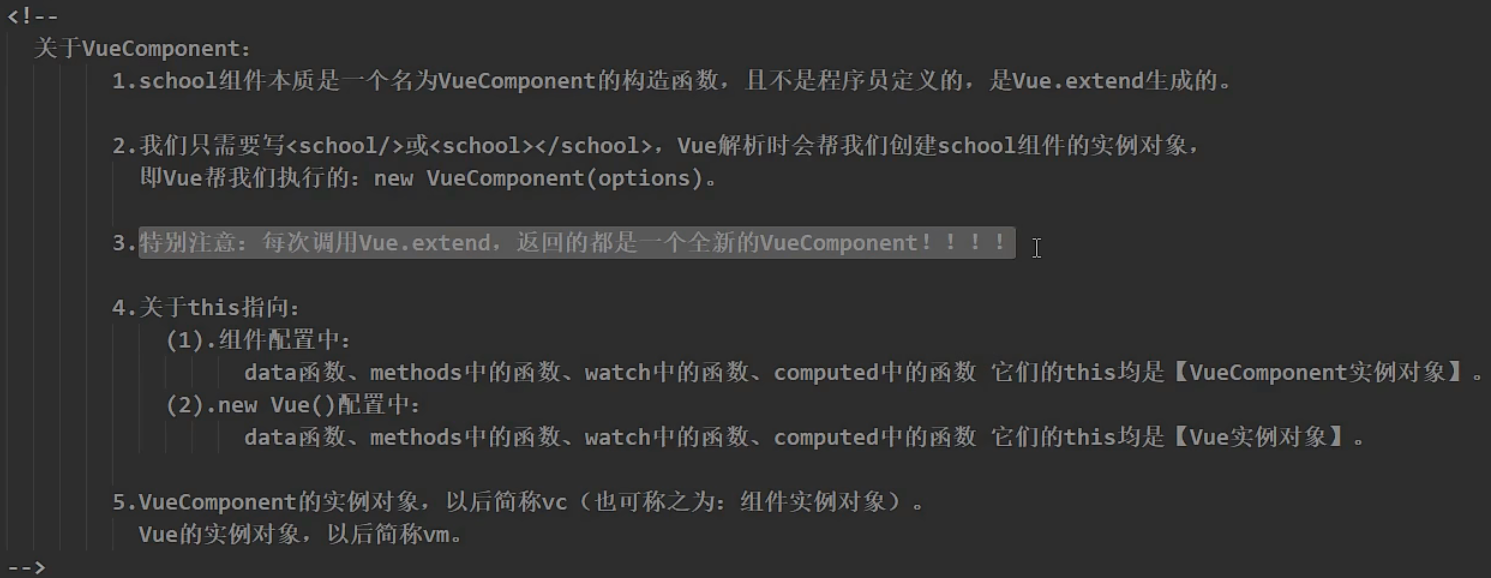 <!--
关于VueComponent：
1.school组件本质是一个名为VueComponent的构造函数，且不是程序员定义的，是Vue.extend生成的。
2.我们只需要写<school/>或<school></school>，Vue解析时会帮我们创建school组件的实例对象，
即Vue帮我们执行的：new VueComponent(options)。
3.特别注意：每次调用Vue.extend，返回的都是一个全新的VueComponent！！！！
4.关于this指向：
(1).组件配置中：
data函数、methods中的函数、watch中的函数、computed中的函数 它们的this均是【VueComponent实例对象】。
(2).new Vue()配置中：
data函数、methods中的函数、watch中的函数、computed中的函数 它们的this均是【Vue实例对象】。
5.VueComponent的实例对象，以后简称vc（也可称之为：组件实例对象）。
Vue的实例对象，以后简称vm。
-->